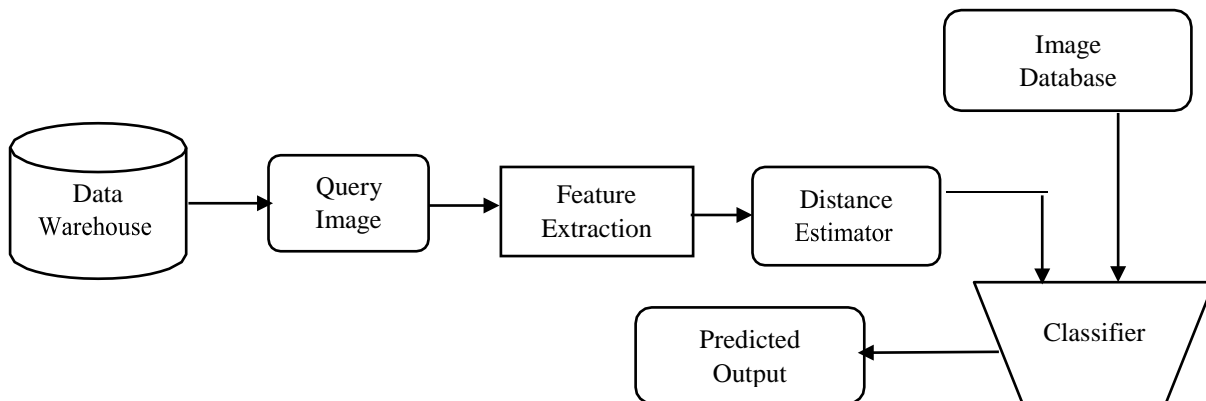 Image
Database
Data
Warehouse
Query
Image
Feature
Extraction
Distance
Estimator
Classifier
Predicted
Output